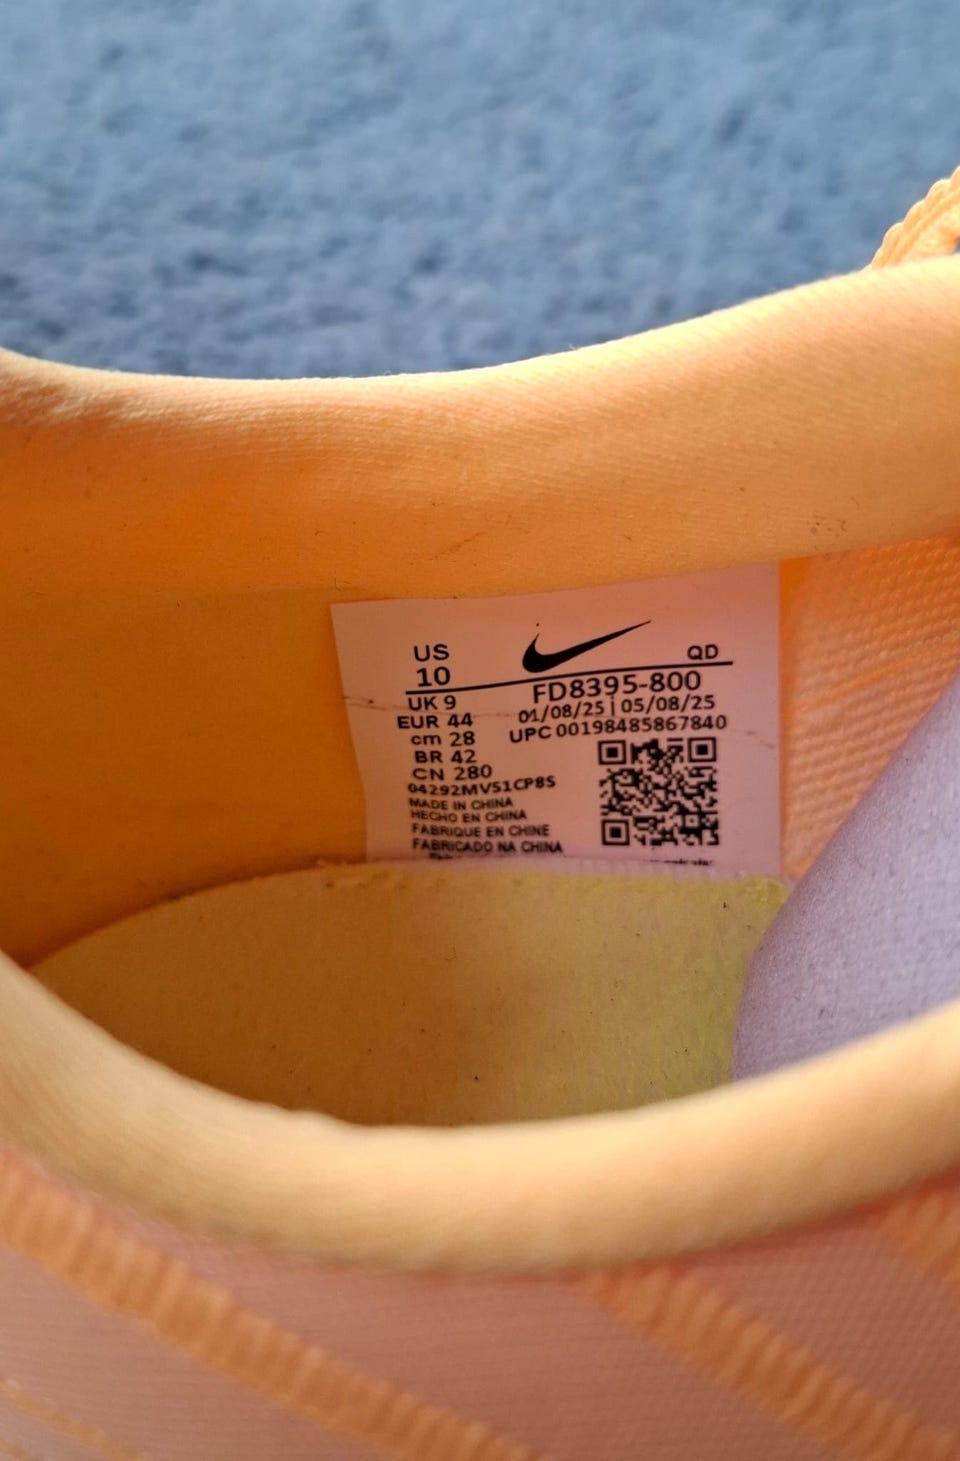 US
10
QD
UK 9
FD8395-800
EUR 44
01/08/25 | 05/08/25
cm 28
UPC 00198485867840
BR 42
CN 280
04292MV51CP8S
MADE IN CHINA
HECHO EN CHINA
FABRIQUE EN CHINE
FABRICADO NA CHINA